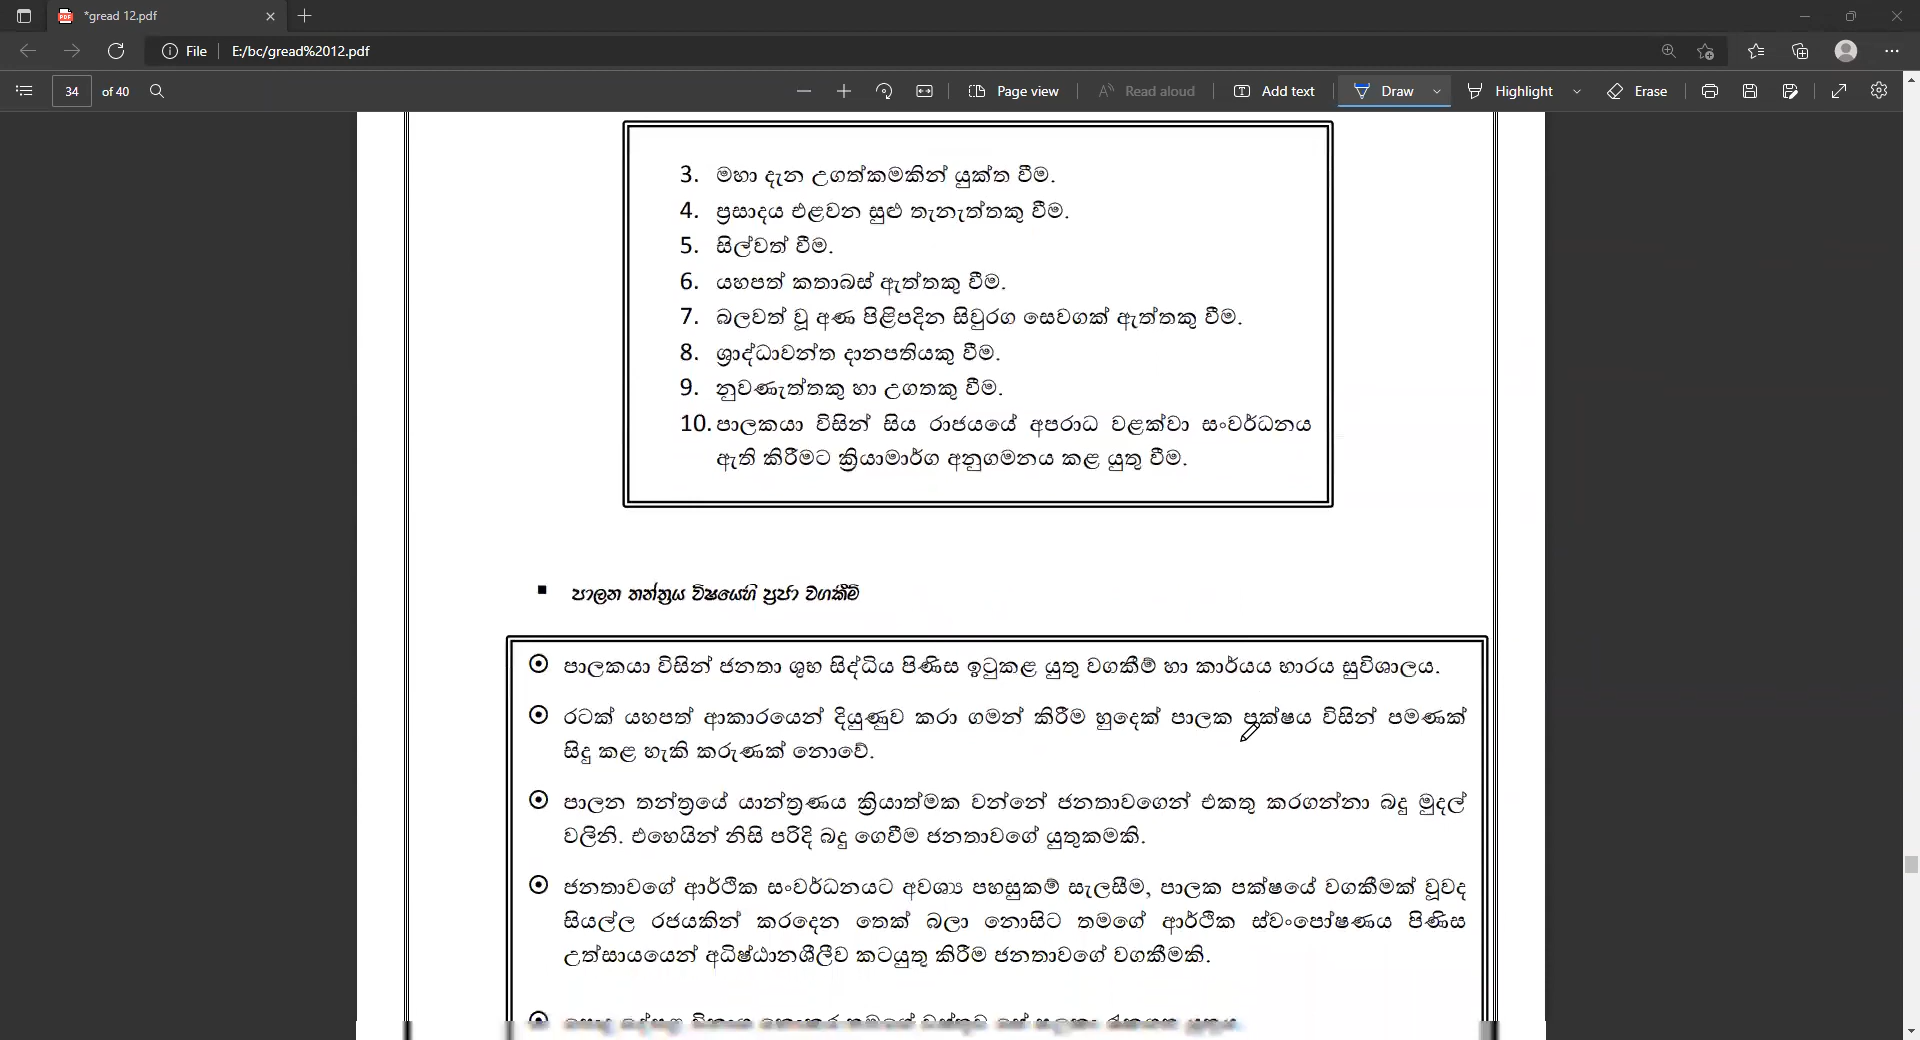 *gread 12.pdf
File E:/bc/gread%2012.pdf
34 of 40 Page view Read aloud Add text Draw Highlight Erase
3. මහා දැන උගත්කමකින් යුක්ත වීම.
4. ප්‍රසාදය එළවන සුළු තැනැත්තකු වීම.
5. සිල්වත් වීම.
6. යහපත් කතාබස් ඇත්තකු වීම.
7. බලවත් වූ අණ පිළිපදින සිවුරග සෙවගක් ඇත්තකු වීම.
8. ශ්‍රාද්ධාවන්ත දානපතියකු වීම.
9. නුවණැත්තකු හා උගතකු වීම.
10. පාලකයා විසින් සිය රාජයයේ අපරාධ වළක්වා සංවර්ධනය
ඇති කිරීමට ක්‍රියාමාර්ග අනුගමනය කළ යුතු වීම.
▪ පාලන තන්ත්‍රය විෂයෙහි ප්‍රජා වගකීම්
පාලකයා විසින් ජනතා ශුභ සිද්ධිය පිණිස ඉටුකළ යුතු වගකීම් හා කාර්යය භාරය සුවිශාලය.
රටක් යහපත් ආකාරයෙන් දියුණුව කරා ගමන් කිරීම හුදෙක් පාලක පක්ෂය විසින් පමණක්
සිදු කළ හැකි කරුණක් නොවේ.
පාලන තන්ත්‍රයේ යාන්ත්‍රණය ක්‍රියාත්මක වන්නේ ජනතාවගෙන් එකතු කරගන්නා බදු මුදල්
වලිනි. එහෙයින් නිසි පරිදි බදු ගෙවීම ජනතාවගේ යුතුකමකි.
ජනතාවගේ ආර්ථික සංවර්ධනයට අවශ්‍ය පහසුකම් සැලසීම, පාලක පක්ෂයේ වගකීමක් වූවද
සියල්ල රජයකින් කරදෙන තෙක් බලා නොසිට තමගේ ආර්ථික ස්වංපෝෂණය පිණිස
උත්සායයෙන් අධිෂ්ඨානශීලීව කටයුතු කිරීම ජනතාවගේ වගකීමකි.